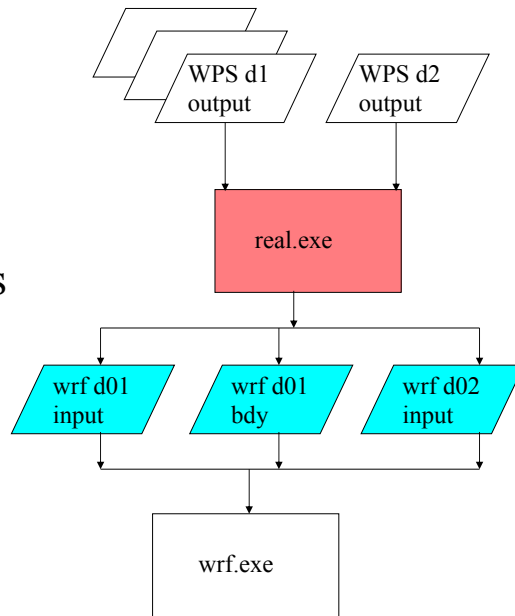 WPS d1
output
WPS d2
output
real.exe
s
wrf d01
input
wrf d01
bdy
wrf d02
input
wrf.exe